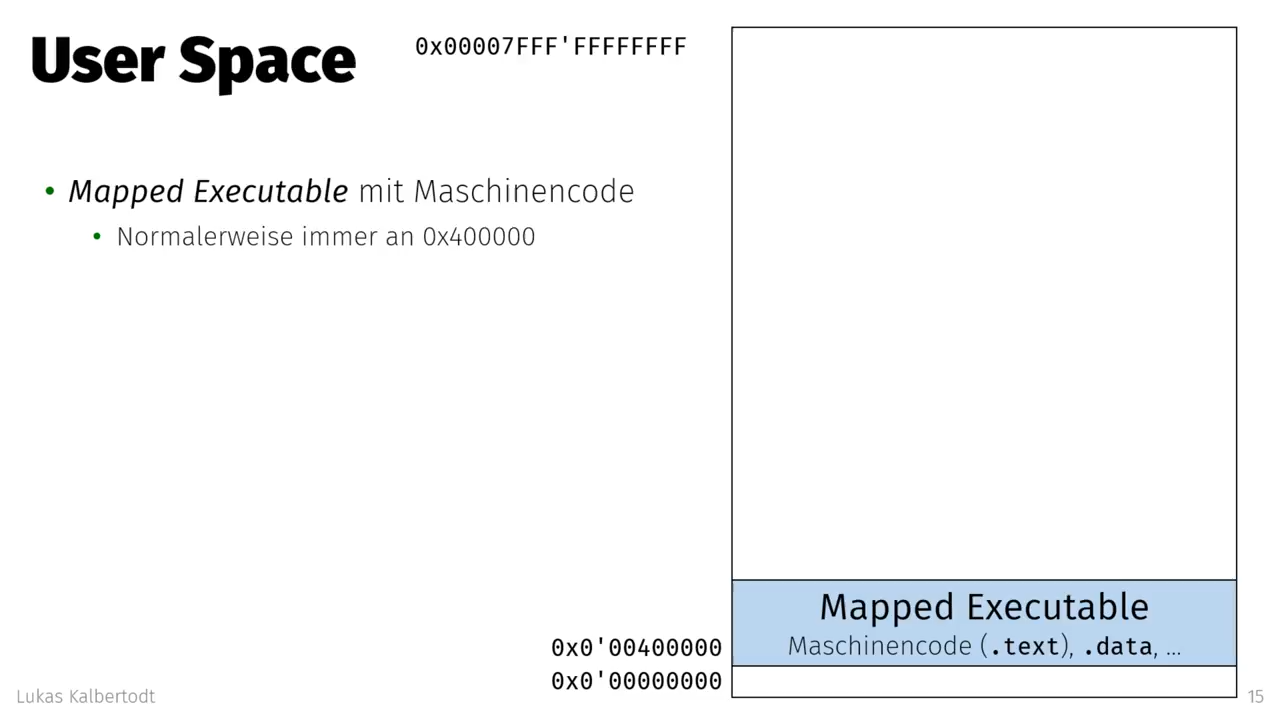 User Space
0x00007FFF'FFFFFFFF
• Mapped Executable mit Maschinencode
• Normalerweise immer an 0x400000
Mapped Executable
Maschinencode (.text), .data, ...
0x0'00400000
0x0'00000000
Lukas Kalbertodt
15